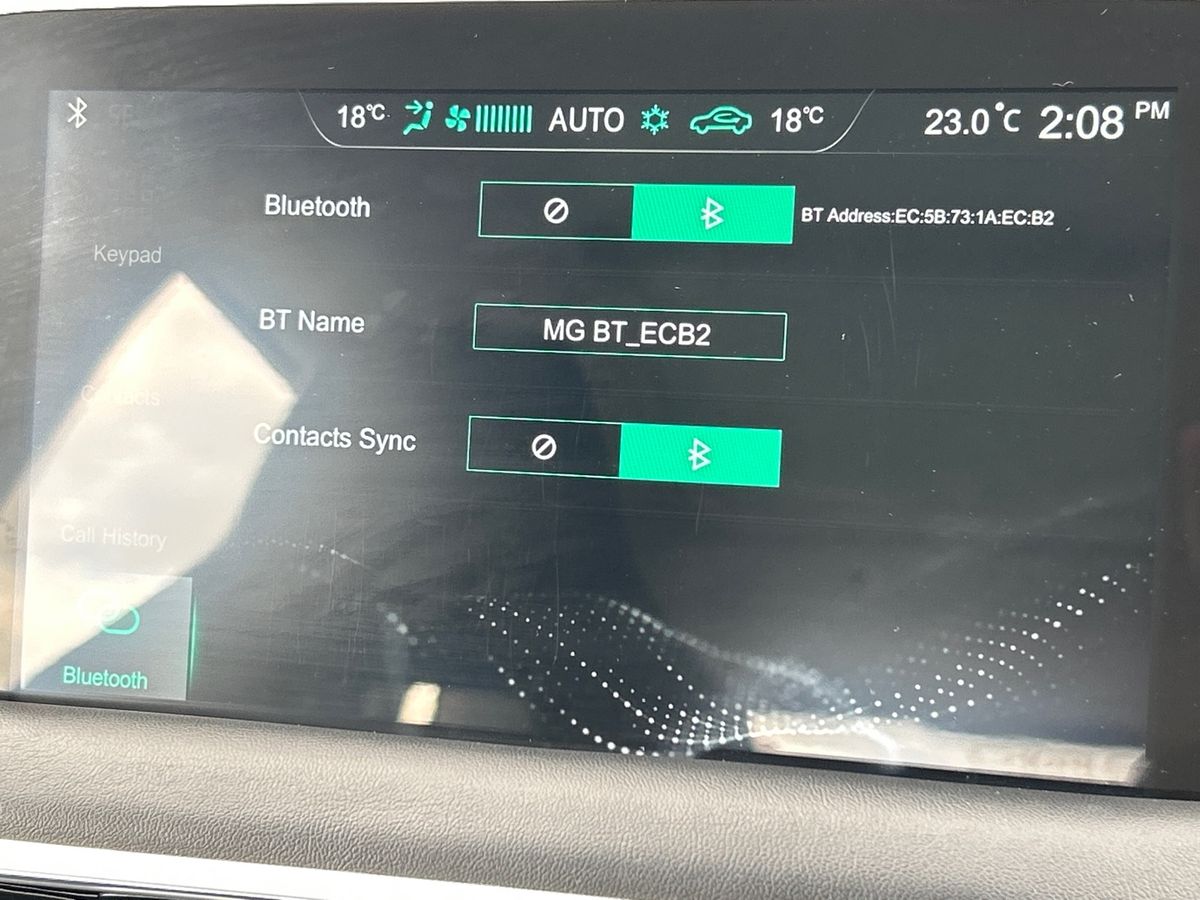 18°C AUTO 18°C 23.0°C 2:08 PM
Bluetooth BT Address:EC:5B:73:1A:EC:B2
Keypad
BT Name MG BT_ECB2
Contacts
Contacts Sync
Call History
Bluetooth